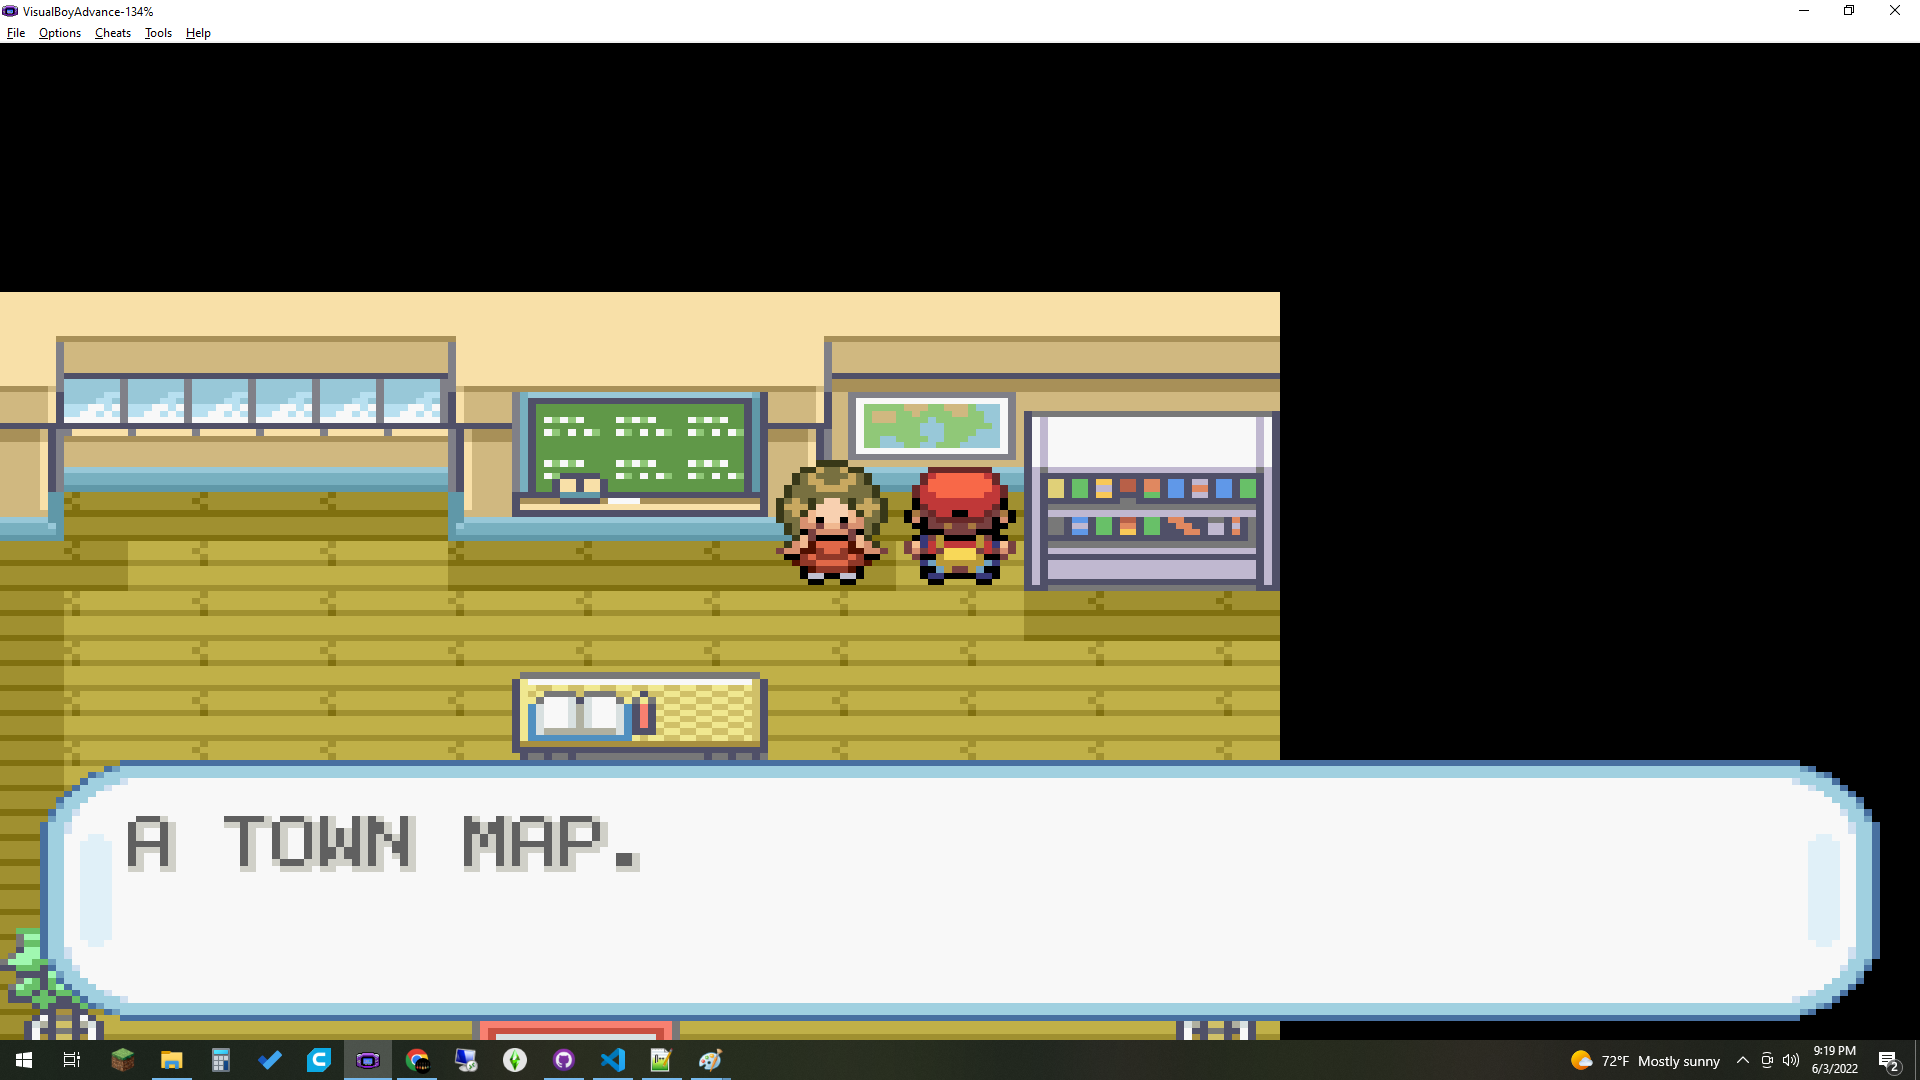 VisualBoyAdvance-134%
File Options Cheats Tools Help
A TOWN MAP.
72°F Mostly sunny
9:19 PM
6/3/2022
2